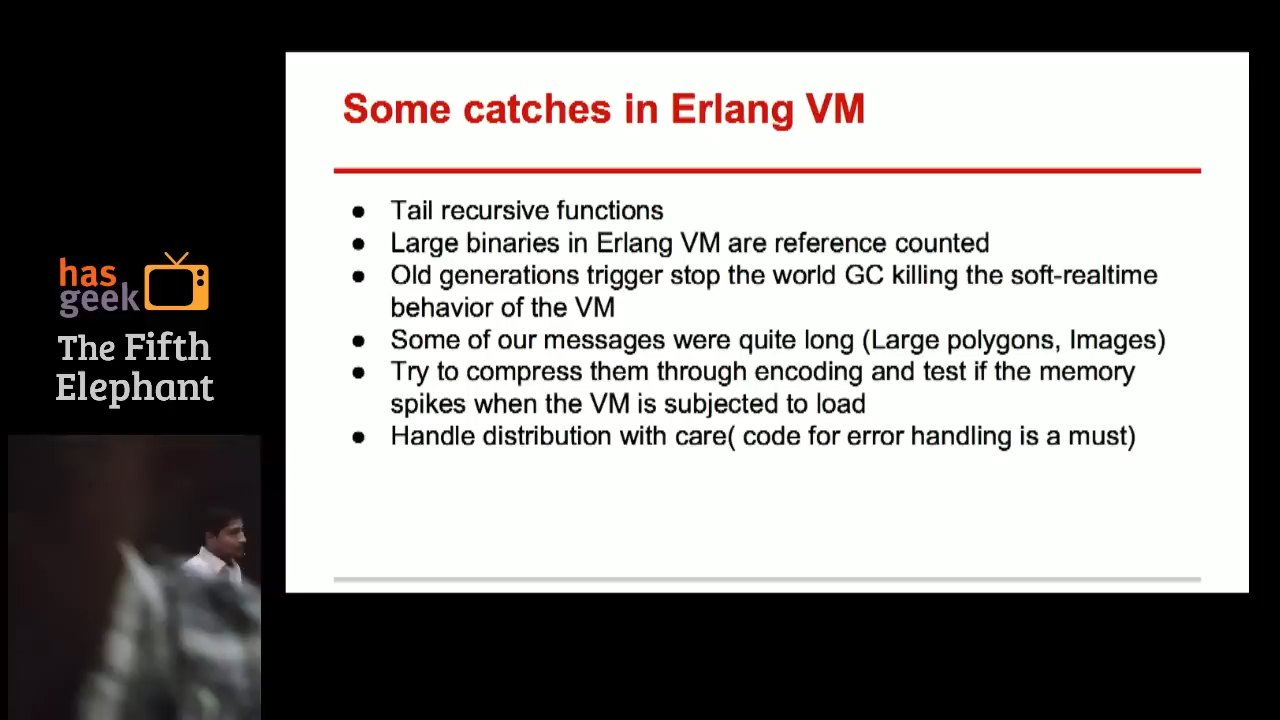 Some catches in Erlang VM
● Tail recursive functions
● Large binaries in Erlang VM are reference counted
● Old generations trigger stop the world GC killing the soft-realtime
behavior of the VM
● Some of our messages were quite long (Large polygons, Images)
● Try to compress them through encoding and test if the memory
spikes when the VM is subjected to load
● Handle distribution with care( code for error handling is a must)
has
geek
The Fifth
Elephant